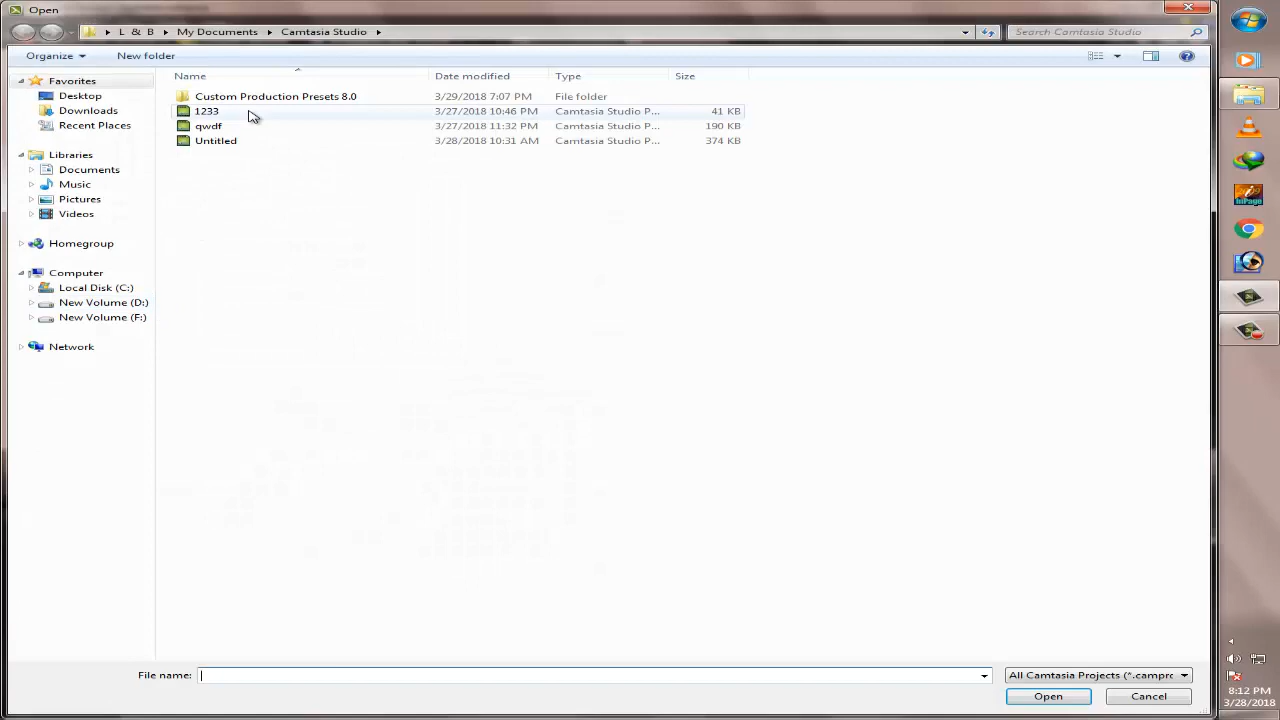 Open
L & B
My Documents
Camtasia Studio
Search Camtasia Studio
Organize
New folder
Name
Date modified
Type
Size
Favorites
Desktop
Downloads
Recent Places
Libraries
Documents
Music
Pictures
Videos
Homegroup
Computer
Local Disk (C:)
New Volume (D:)
New Volume (F:)
Network
Custom Production Presets 8.0 3/29/2018 7:07 PM File folder
1233 3/27/2018 10:46 PM Camtasia Studio P... 41 KB
qwdf 3/27/2018 11:32 PM Camtasia Studio P... 190 KB
Untitled 3/28/2018 10:31 AM Camtasia Studio P... 374 KB
File name:
All Camtasia Projects (*.campro
Open
Cancel
8:12 PM
3/28/2018